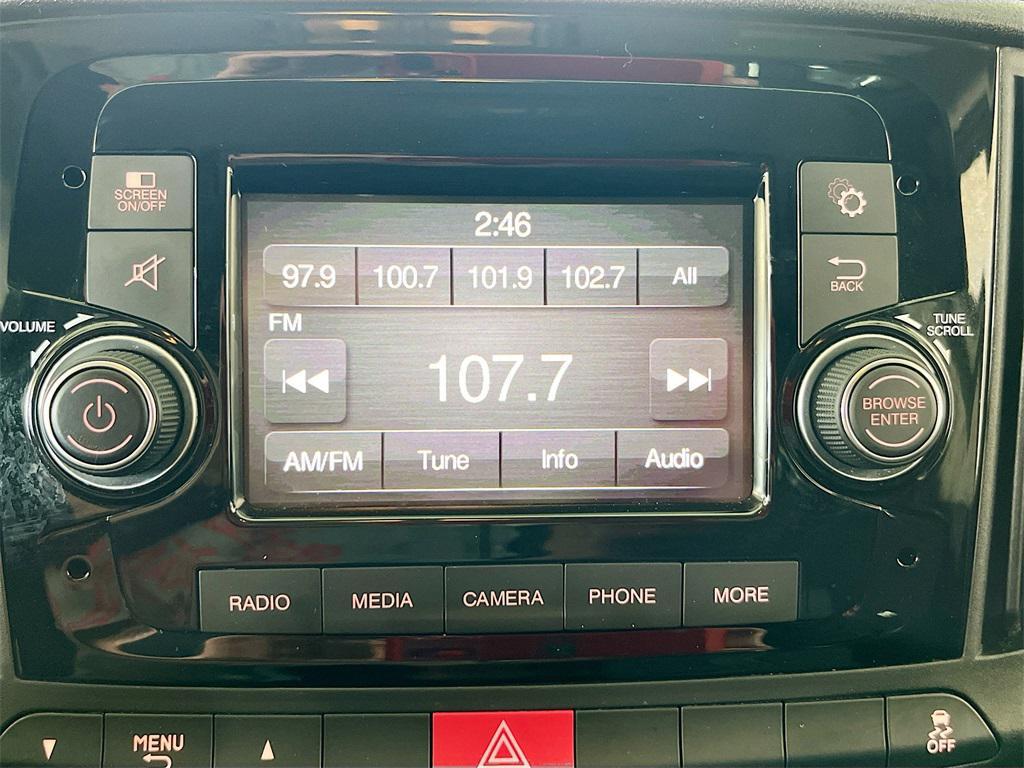 2:46
SCREEN
ON/OFF
97.9 100.7 101.9 102.7 All
BACK
FM
VOLUME
TUNE
SCROLL
107.7
BROWSE
ENTER
AM/FM Tune Info Audio
RADIO MEDIA CAMERA PHONE MORE
MENU
OFF